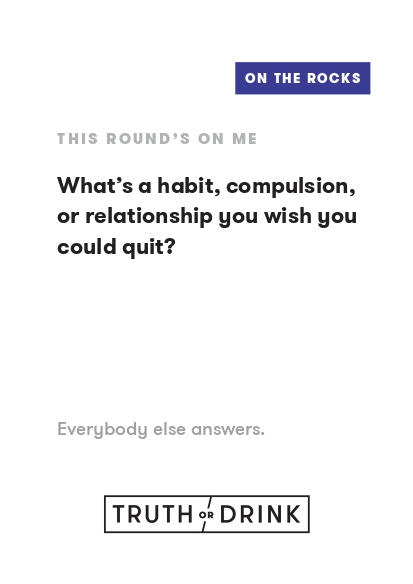 ON THE ROCKS
THIS ROUND'S ON ME
What's a habit, compulsion,
or relationship you wish you
could quit?
Everybody else answers.
TRUTH OR DRINK